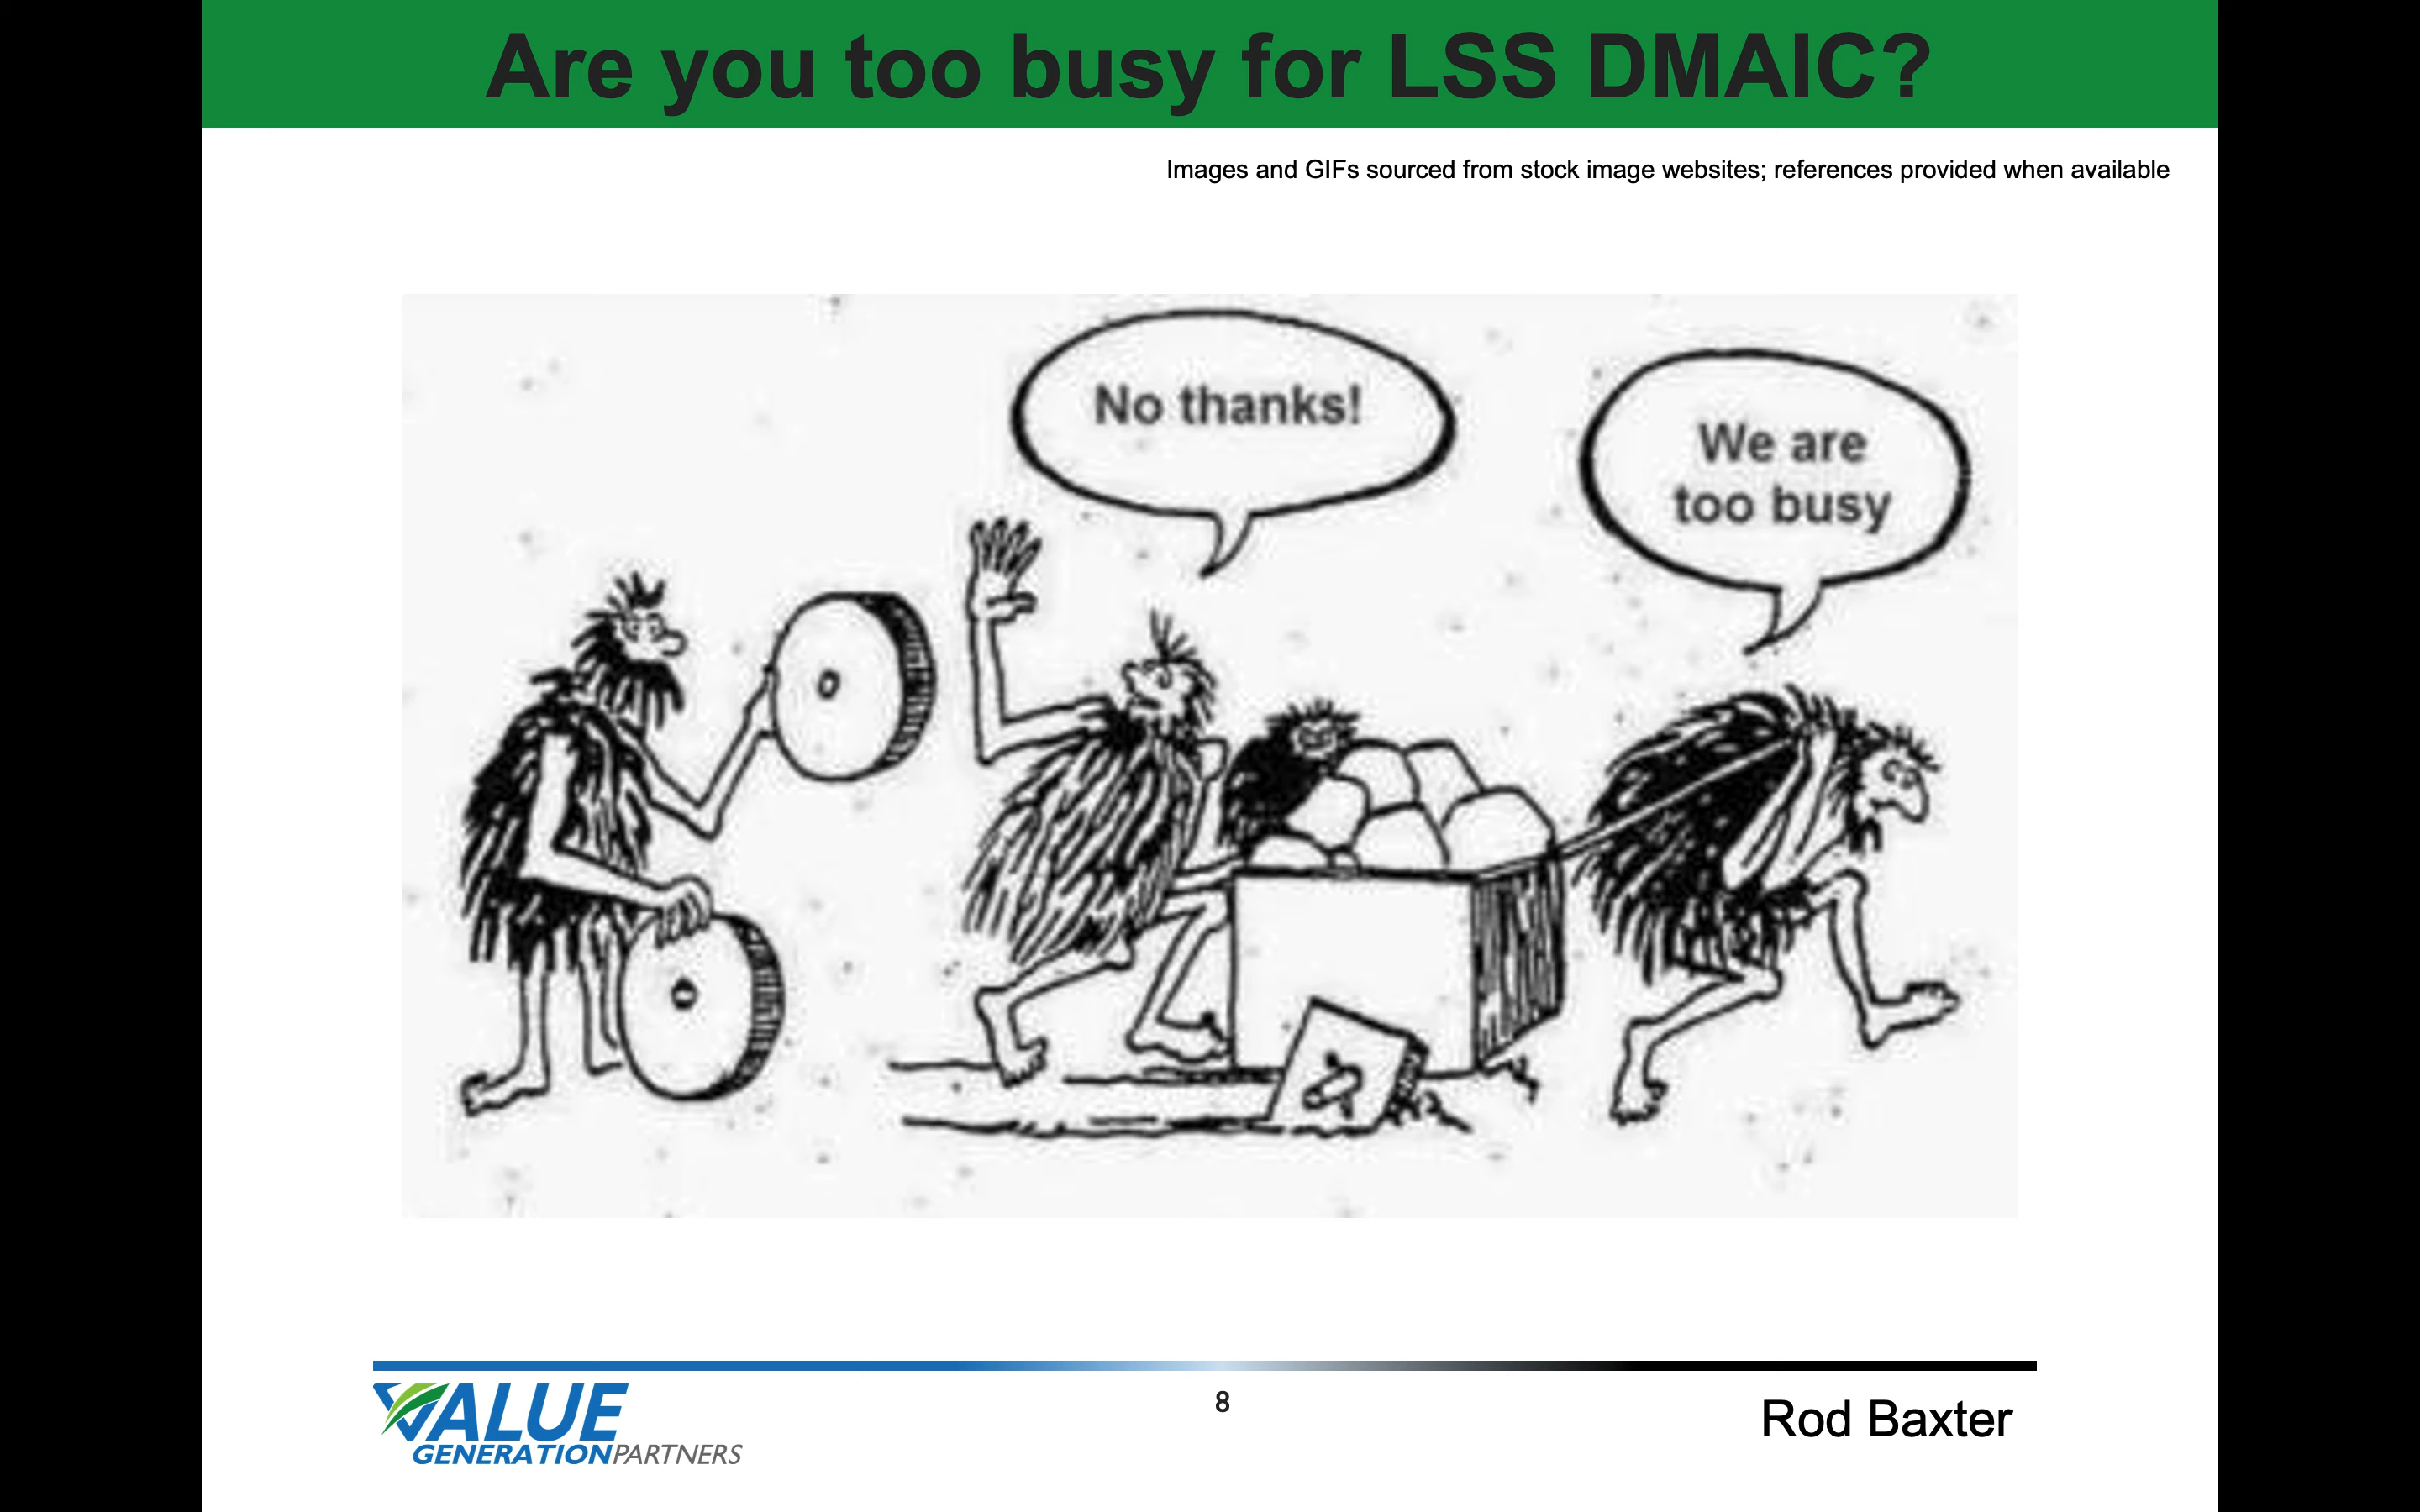 Are you too busy for LSS DMAIC?
Images and GIFs sourced from stock image websites; references provided when available
No thanks!
We are
too busy
VALUE
GENERATIONPARTNERS
8
Rod Baxter